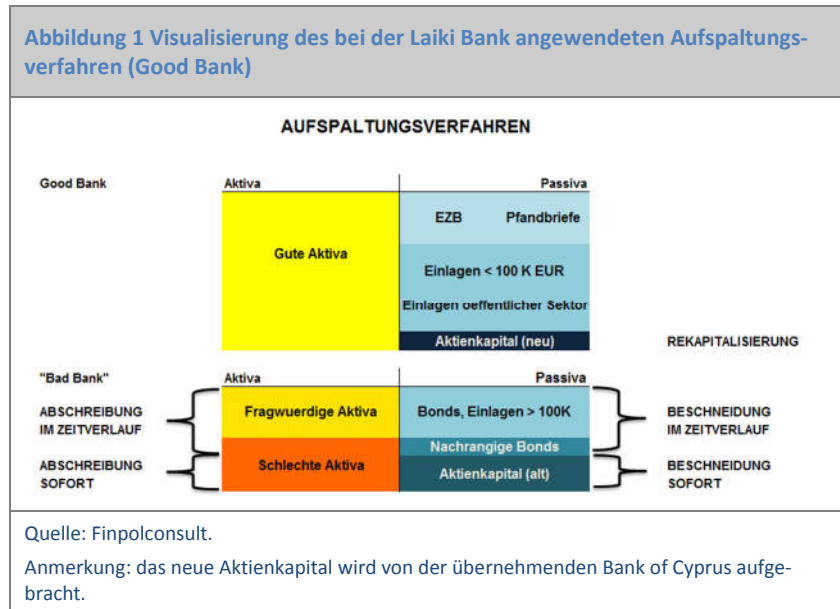 Abbildung 1 Visualisierung des bei der Laiki Bank angewendeten Aufspaltungs-
verfahren (Good Bank)
AUFSPALTUNGSVERFAHREN
Good Bank
Aktiva
Passiva
Gute Aktiva
EZB
Pfandbriefe
Einlagen < 100 K EUR
Einlagen oeffentlicher Sektor
Aktienkapital (neu)
REKAPITALISIERUNG
"Bad Bank"
Aktiva
Passiva
ABSCHREIBUNG
IM ZEITVERLAUF
Fragwuerdige Aktiva
Bonds, Einlagen > 100K
BESCHNEIDUNG
IM ZEITVERLAUF
Nachrangige Bonds
ABSCHREIBUNG
SOFORT
Schlechte Aktiva
Aktienkapital (alt)
BESCHNEIDUNG
SOFORT
Quelle: Finpolconsult.
Anmerkung: das neue Aktienkapital wird von der übernehmenden Bank of Cyprus aufge-
bracht.